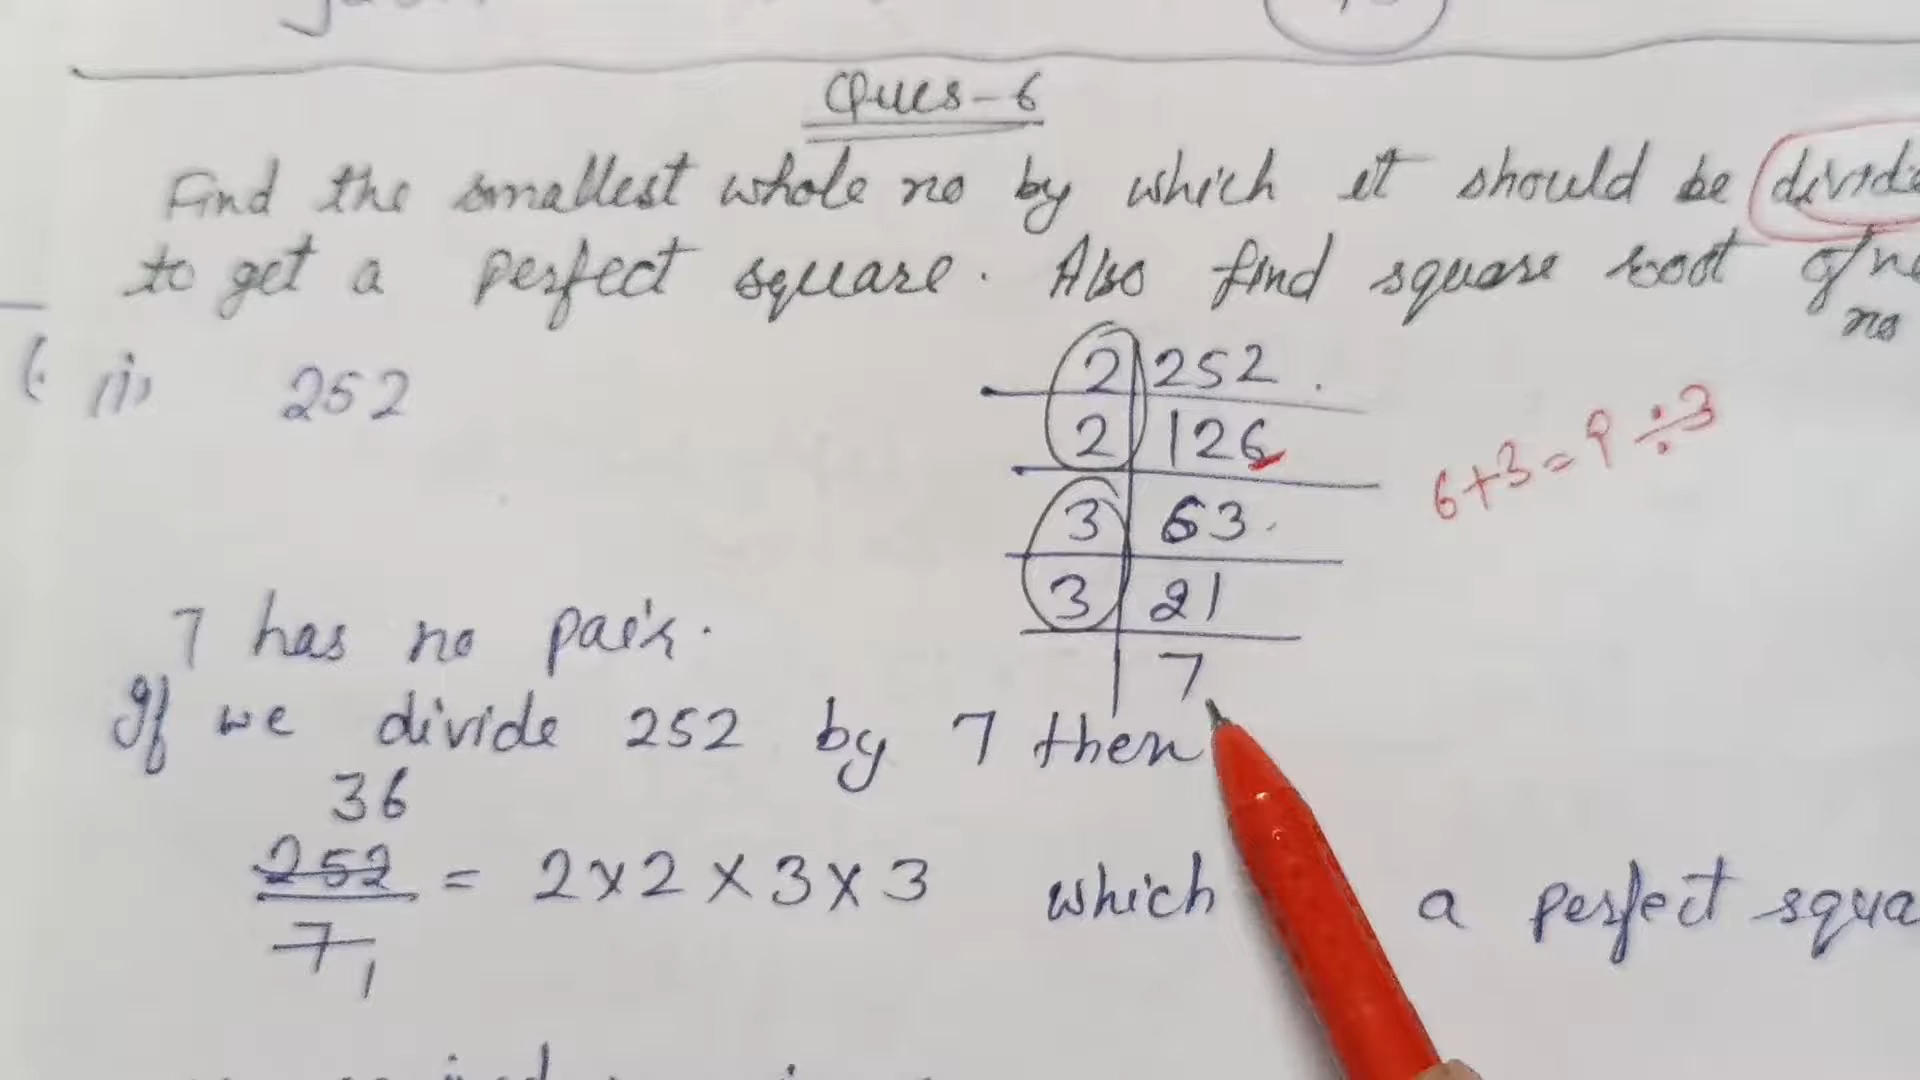 Ques-6
Find the smallest whole no by which it should be divide
to get a perfect square. Also find square root of ne
no
(i) 252
2 | 252.
2 | 126
6+3=9÷3
3 | 63.
3 | 21
7
7 has no pair.
If we divide 252 by 7 then
36
252 = 2×2×3×3 which a perfect squa
7 1